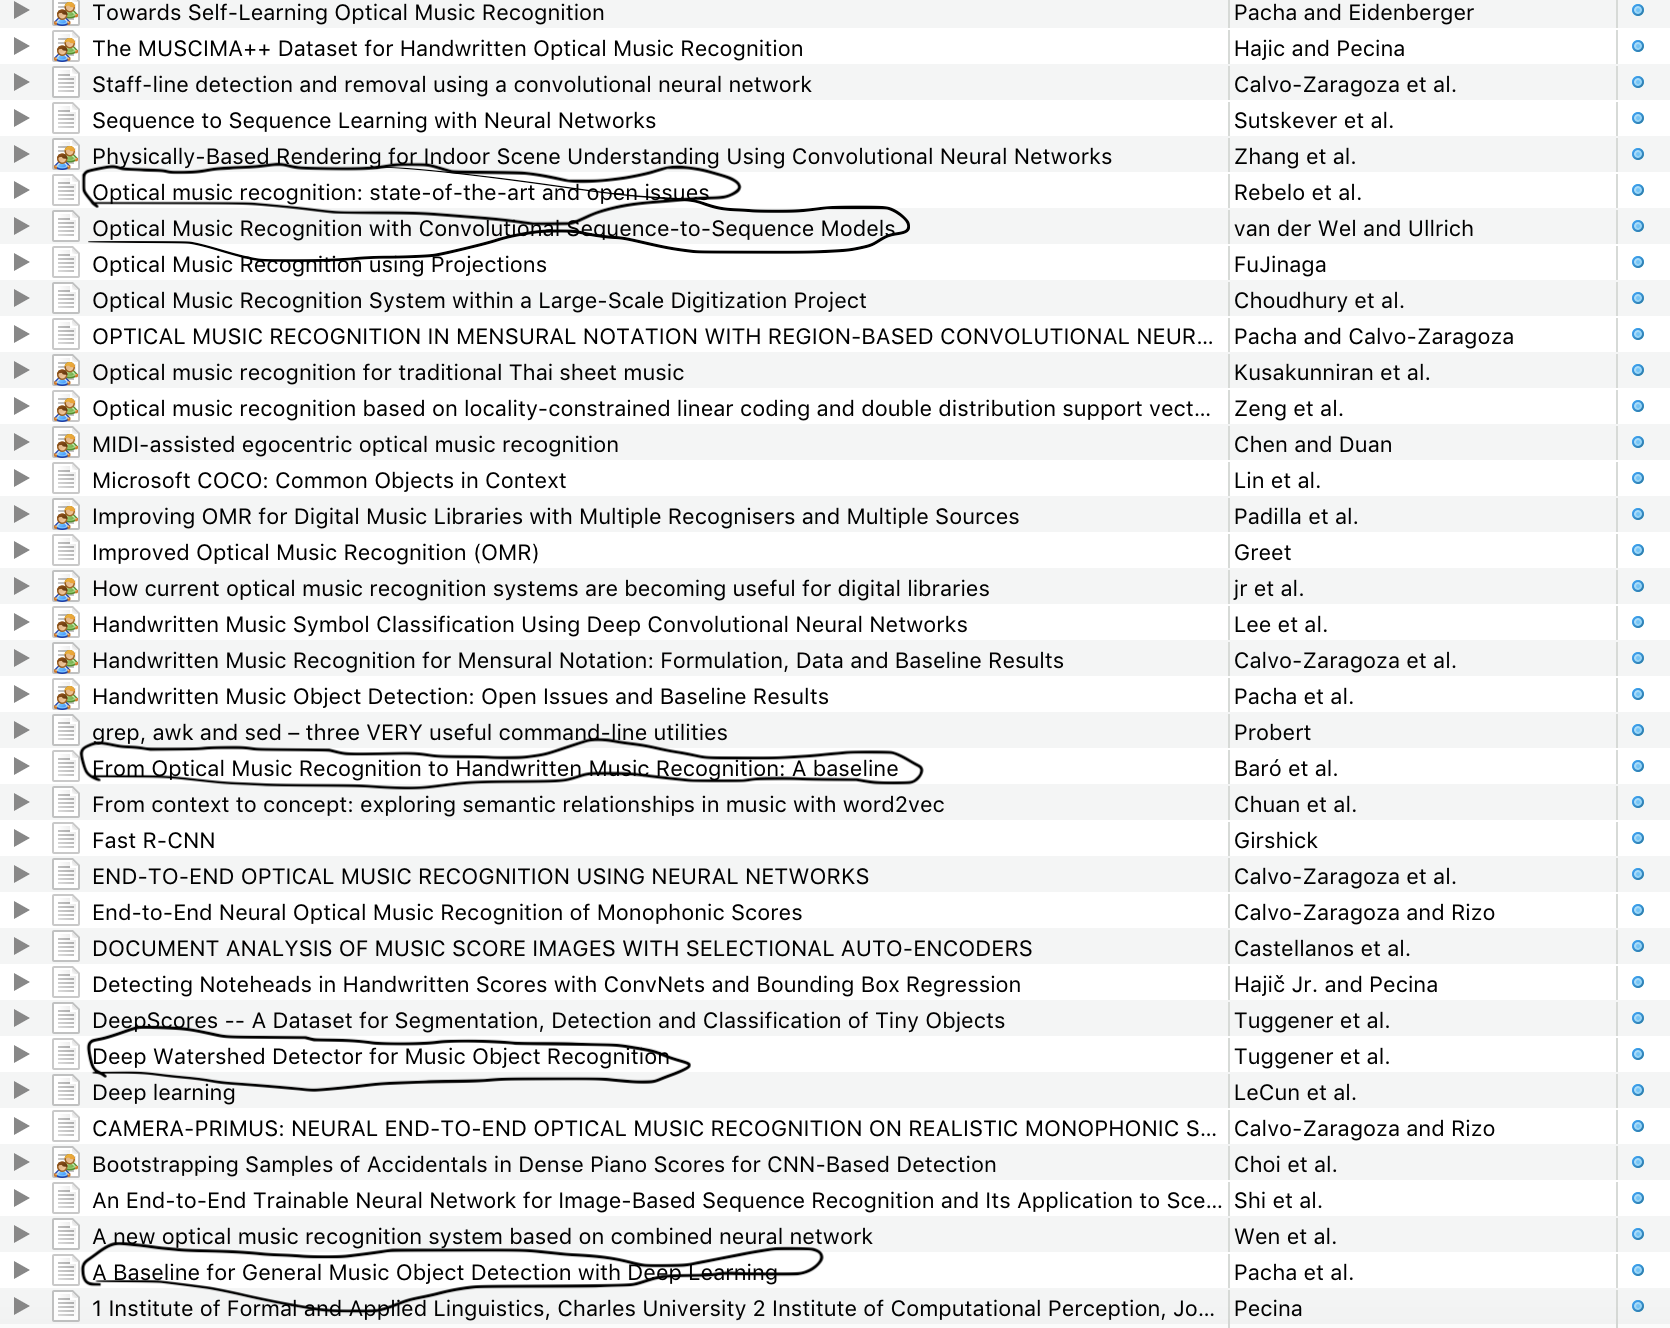 Towards Self-Learning Optical Music Recognition Pacha and Eidenberger
The MUSCIMA++ Dataset for Handwritten Optical Music Recognition Hajic and Pecina
Staff-line detection and removal using a convolutional neural network Calvo-Zaragoza et al.
Sequence to Sequence Learning with Neural Networks Sutskever et al.
Physically-Based Rendering for Indoor Scene Understanding Using Convolutional Neural Networks Zhang et al.
Optical music recognition: state-of-the-art and open issues Rebelo et al.
Optical Music Recognition with Convolutional Sequence-to-Sequence Models van der Wel and Ullrich
Optical Music Recognition using Projections FuJinaga
Optical Music Recognition System within a Large-Scale Digitization Project Choudhury et al.
OPTICAL MUSIC RECOGNITION IN MENSURAL NOTATION WITH REGION-BASED CONVOLUTIONAL NEUR... Pacha and Calvo-Zaragoza
Optical music recognition for traditional Thai sheet music Kusakunniran et al.
Optical music recognition based on locality-constrained linear coding and double distribution support vect... Zeng et al.
MIDI-assisted egocentric optical music recognition Chen and Duan
Microsoft COCO: Common Objects in Context Lin et al.
Improving OMR for Digital Music Libraries with Multiple Recognisers and Multiple Sources Padilla et al.
Improved Optical Music Recognition (OMR) Greet
How current optical music recognition systems are becoming useful for digital libraries jr et al.
Handwritten Music Symbol Classification Using Deep Convolutional Neural Networks Lee et al.
Handwritten Music Recognition for Mensural Notation: Formulation, Data and Baseline Results Calvo-Zaragoza et al.
Handwritten Music Object Detection: Open Issues and Baseline Results Pacha et al.
grep, awk and sed – three VERY useful command-line utilities Probert
From Optical Music Recognition to Handwritten Music Recognition: A baseline Baró et al.
From context to concept: exploring semantic relationships in music with word2vec Chuan et al.
Fast R-CNN Girshick
END-TO-END OPTICAL MUSIC RECOGNITION USING NEURAL NETWORKS Calvo-Zaragoza et al.
End-to-End Neural Optical Music Recognition of Monophonic Scores Calvo-Zaragoza and Rizo
DOCUMENT ANALYSIS OF MUSIC SCORE IMAGES WITH SELECTIONAL AUTO-ENCODERS Castellanos et al.
Detecting Noteheads in Handwritten Scores with ConvNets and Bounding Box Regression Hajič Jr. and Pecina
DeepScores -- A Dataset for Segmentation, Detection and Classification of Tiny Objects Tuggener et al.
Deep Watershed Detector for Music Object Recognition Tuggener et al.
Deep learning LeCun et al.
CAMERA-PRIMUS: NEURAL END-TO-END OPTICAL MUSIC RECOGNITION ON REALISTIC MONOPHONIC S... Calvo-Zaragoza and Rizo
Bootstrapping Samples of Accidentals in Dense Piano Scores for CNN-Based Detection Choi et al.
An End-to-End Trainable Neural Network for Image-Based Sequence Recognition and Its Application to Sce... Shi et al.
A new optical music recognition system based on combined neural network Wen et al.
A Baseline for General Music Object Detection with Deep Learning Pacha et al.
1 Institute of Formal and Applied Linguistics, Charles University 2 Institute of Computational Perception, Jo... Pecina